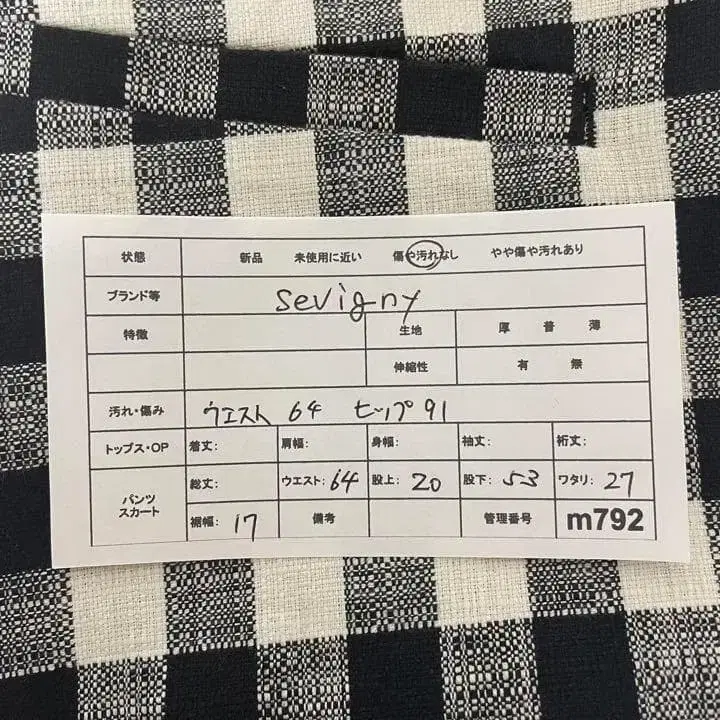 状態 新品 未使用に近い 傷や汚れなし やや傷や汚れあり
ブランド等 sevigny
特徴 生地 厚 普 薄
伸縮性 有 無
汚れ・傷み ウエスト 64 ヒップ 91
トップス・OP 着丈: 肩幅: 身幅: 袖丈: 裄丈:
パンツ スカート 総丈: ウエスト: 64 股上: 20 股下: 53 ワタリ: 27
裾幅: 17 備考 管理番号 m792